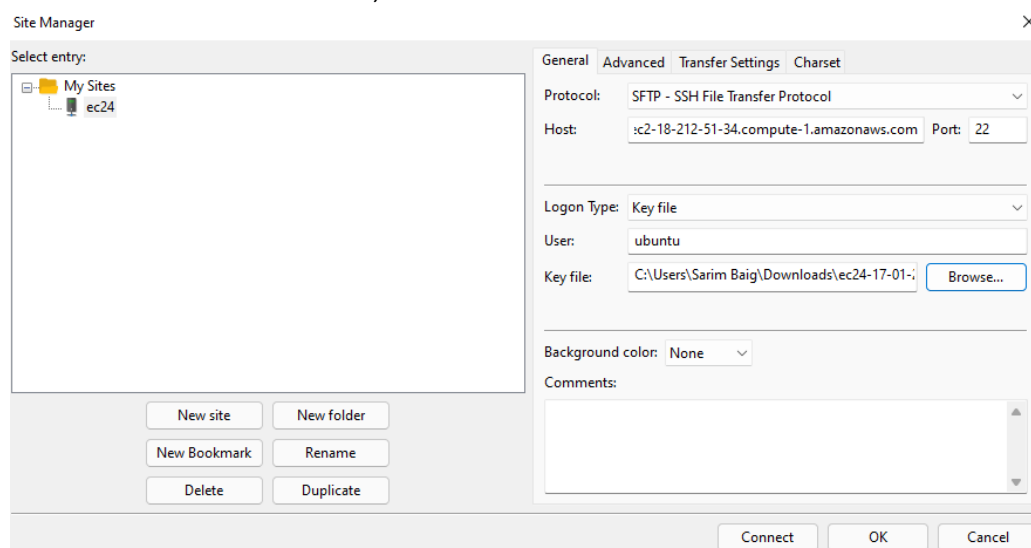 Site Manager
Select entry:
My Sites
ec24
New site New folder
New Bookmark Rename
Delete Duplicate
General Advanced Transfer Settings Charset
Protocol: SFTP - SSH File Transfer Protocol
Host: :c2-18-212-51-34.compute-1.amazonaws.com Port: 22
Logon Type: Key file
User: ubuntu
Key file: C:\Users\Sarim Baig\Downloads\ec24-17-01-2 Browse...
Background color: None
Comments:
Connect OK Cancel